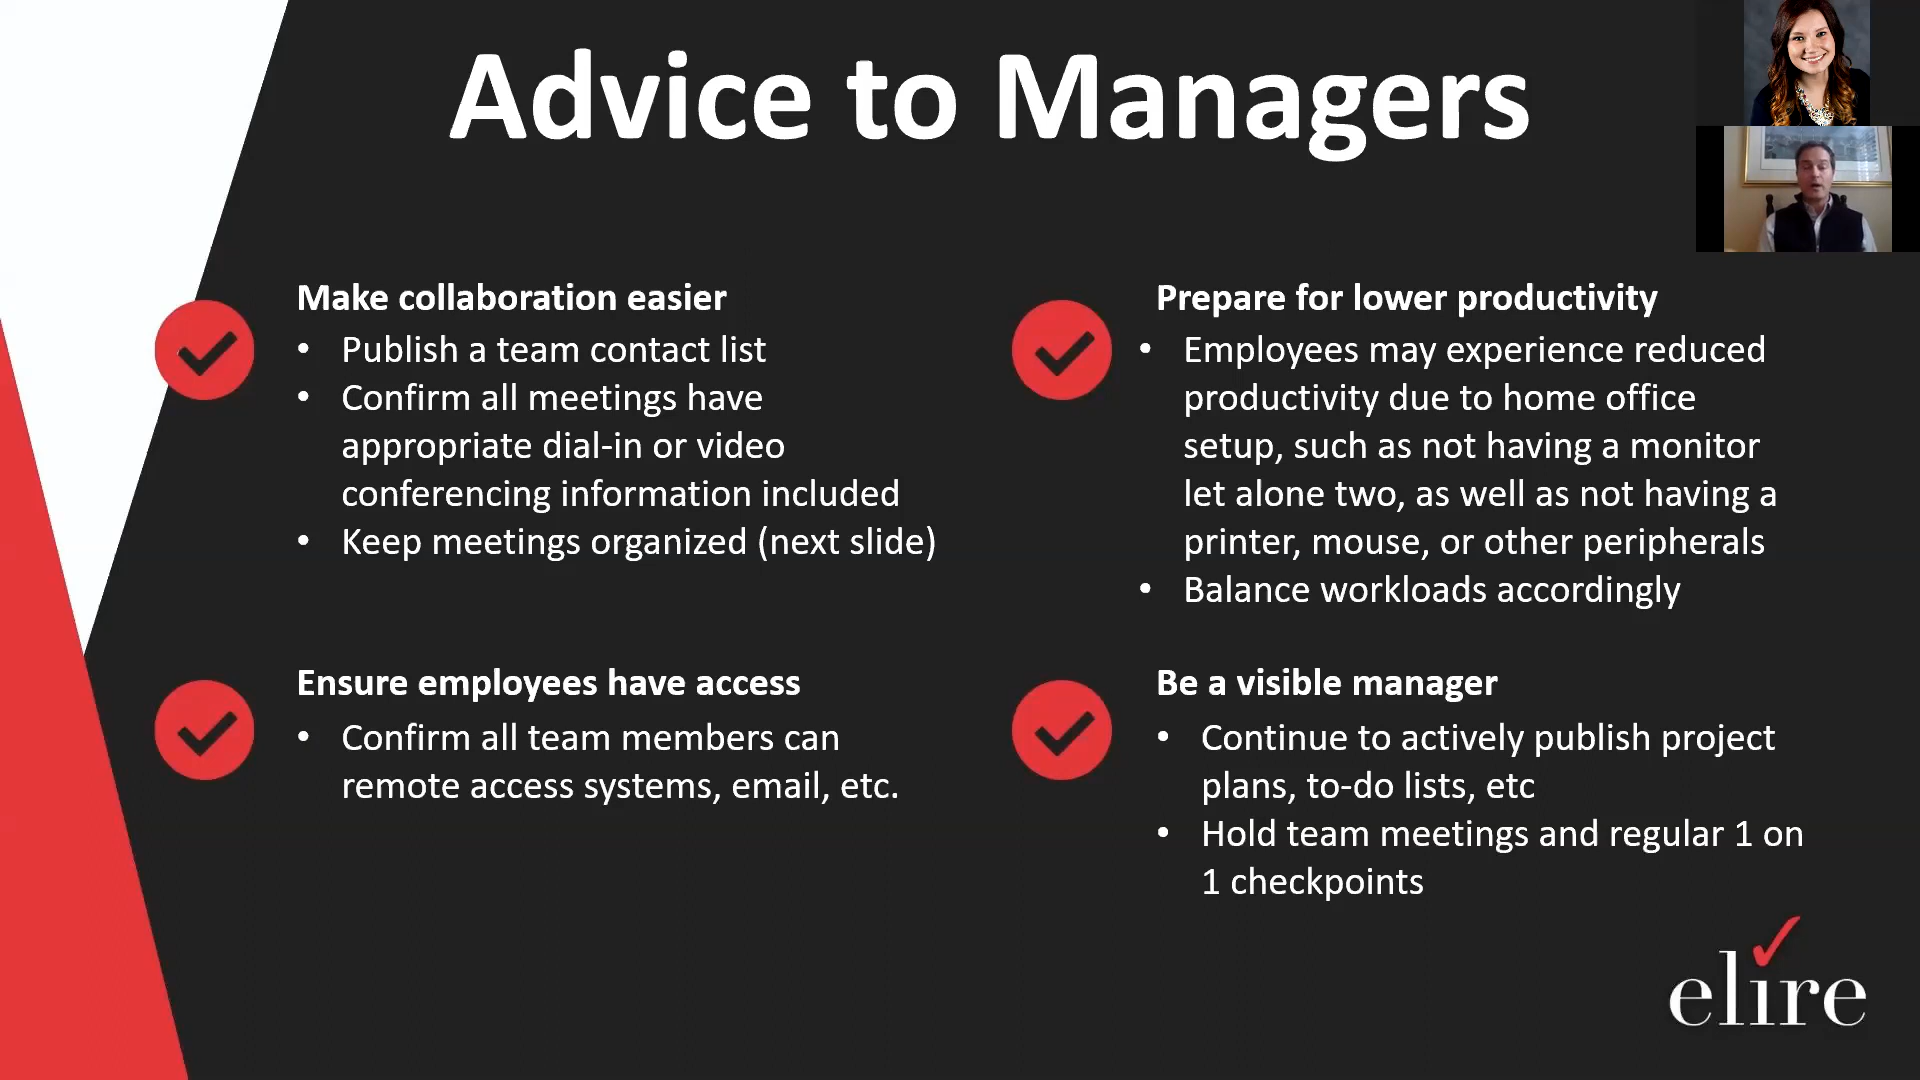 Advice to Managers
Make collaboration easier
• Publish a team contact list
• Confirm all meetings have
appropriate dial-in or video
conferencing information included
• Keep meetings organized (next slide)
Prepare for lower productivity
• Employees may experience reduced
productivity due to home office
setup, such as not having a monitor
let alone two, as well as not having a
printer, mouse, or other peripherals
• Balance workloads accordingly
Ensure employees have access
• Confirm all team members can
remote access systems, email, etc.
Be a visible manager
• Continue to actively publish project
plans, to-do lists, etc
• Hold team meetings and regular 1 on
1 checkpoints
elire